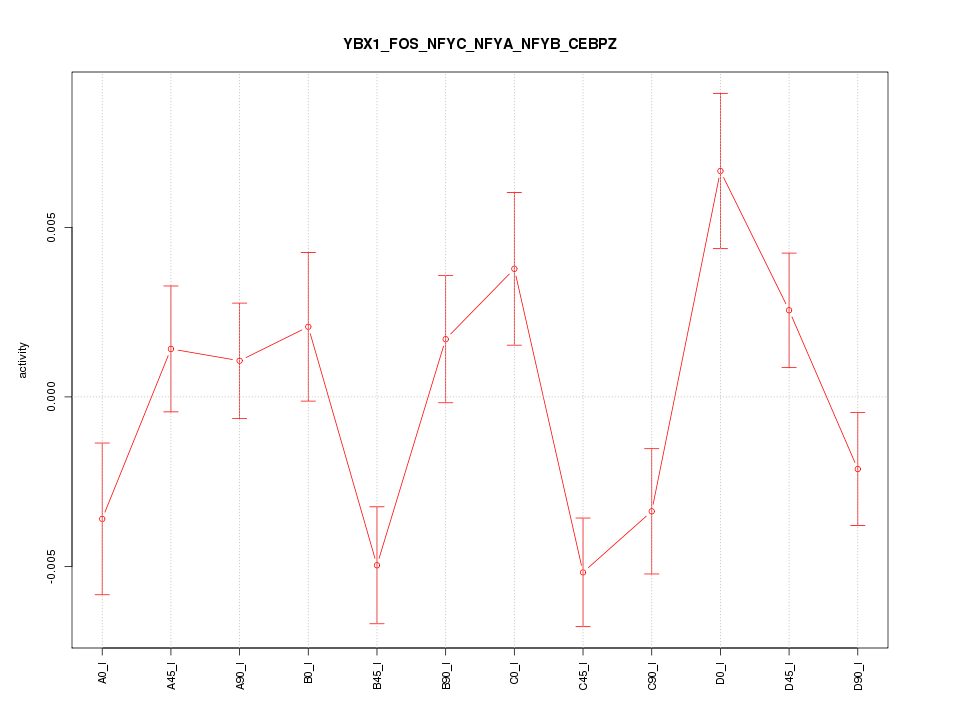 YBX1_FOS_NFYC_NFYA_NFYB_CEBPZ
activity
0.005
0.000
-0.005
A0_I
A45_I
A90_I
B0_I
B45_I
B90_I
C0_I
C45_I
C90_I
D0_I
D45_I
D90_I